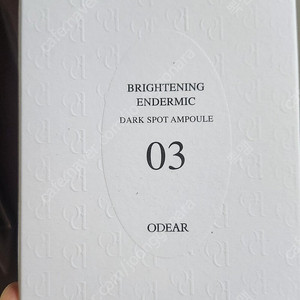 BRIGHTENING
ENDERMIC
DARK SPOT AMPOULE
03
ODEAR